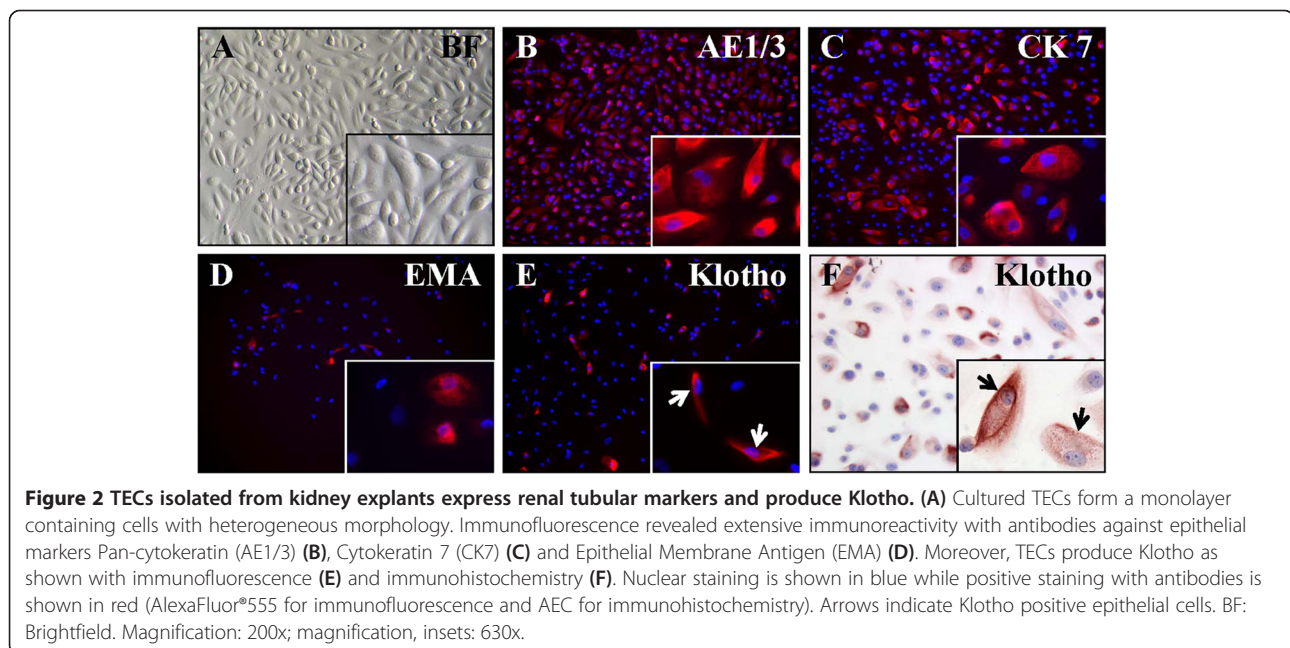 A BF
B AE1/3
C CK 7
D EMA
E Klotho
F Klotho
Figure 2 TECs isolated from kidney explants express renal tubular markers and produce Klotho. (A) Cultured TECs form a monolayer
containing cells with heterogeneous morphology. Immunofluorescence revealed extensive immunoreactivity with antibodies against epithelial
markers Pan-cytokeratin (AE1/3) (B), Cytokeratin 7 (CK7) (C) and Epithelial Membrane Antigen (EMA) (D). Moreover, TECs produce Klotho as
shown with immunofluorescence (E) and immunohistochemistry (F). Nuclear staining is shown in blue while positive staining with antibodies is
shown in red (AlexaFluor®555 for immunofluorescence and AEC for immunohistochemistry). Arrows indicate Klotho positive epithelial cells. BF:
Brightfield. Magnification: 200x; magnification, insets: 630x.